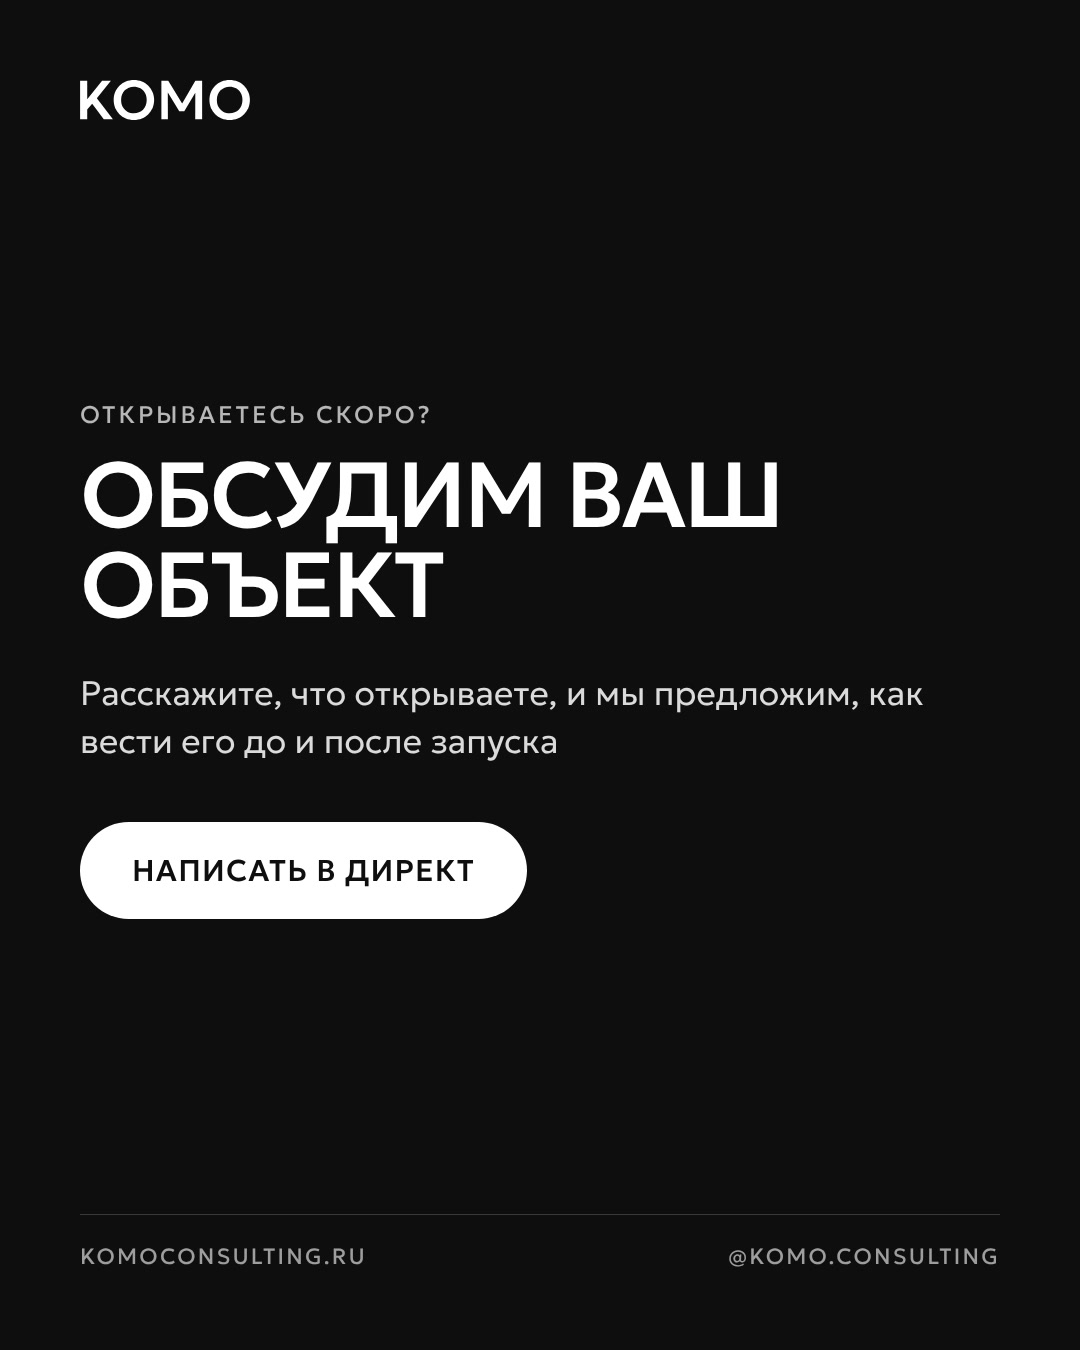 KOMO
ОТКРЫВАЕТЕСЬ СКОРО?
ОБСУДИМ ВАШ
ОБЪЕКТ
Расскажите, что открываете, и мы предложим, как
вести его до и после запуска
НАПИСАТЬ В ДИРЕКТ
KOMOCONSULTING.RU
@KOMO.CONSULTING